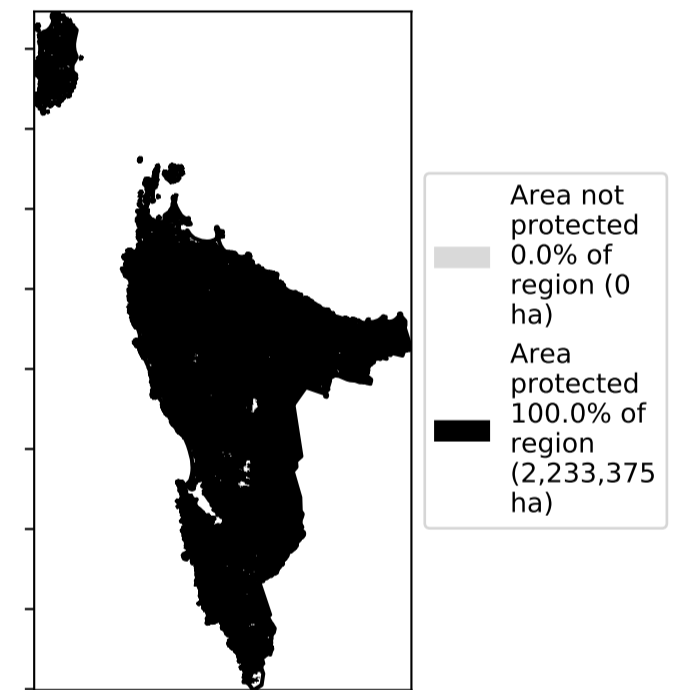 Area not
protected
0.0% of
region (0
ha)
Area
protected
100.0% of
region
(2,233,375
ha)